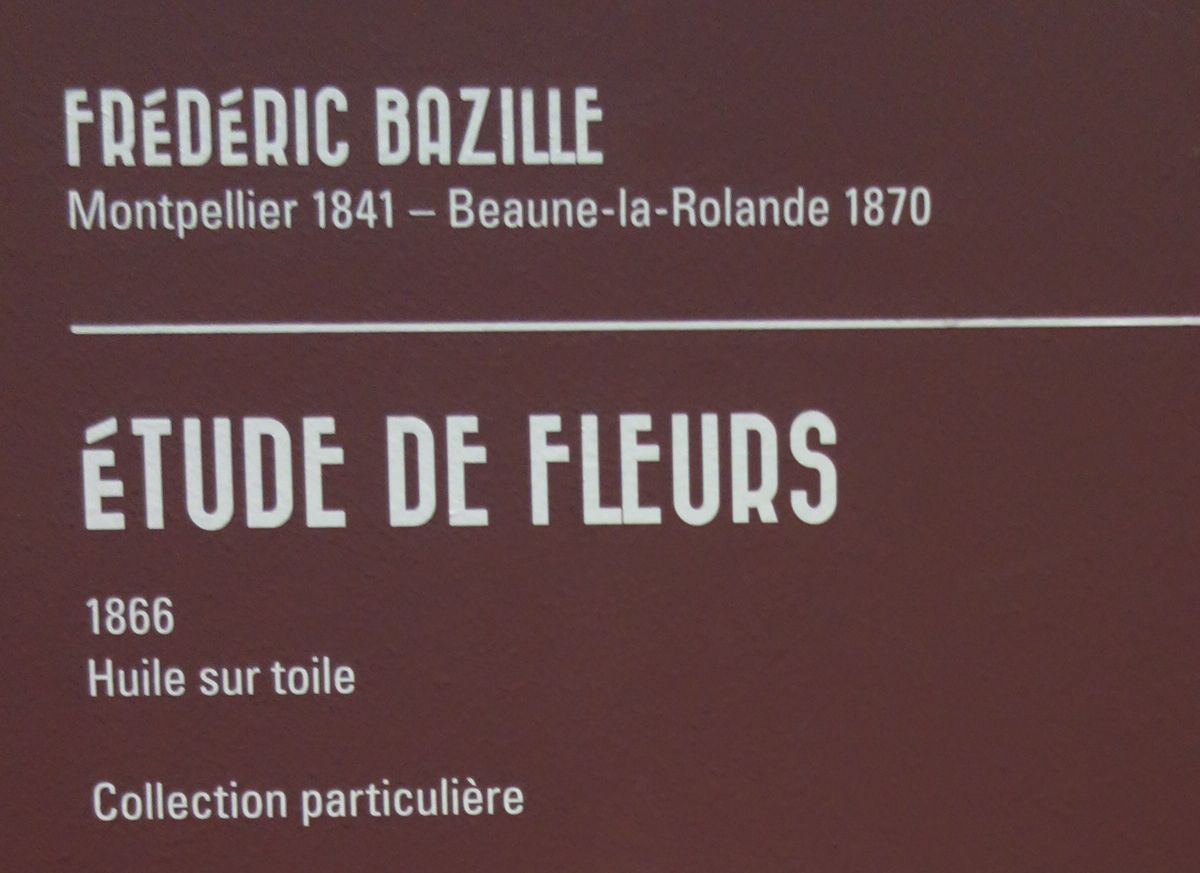 FRÉDÉRIC BAZILLE
Montpellier 1841 – Beaune-la-Rolande 1870
ÉTUDE DE FLEURS
1866
Huile sur toile
Collection particulière